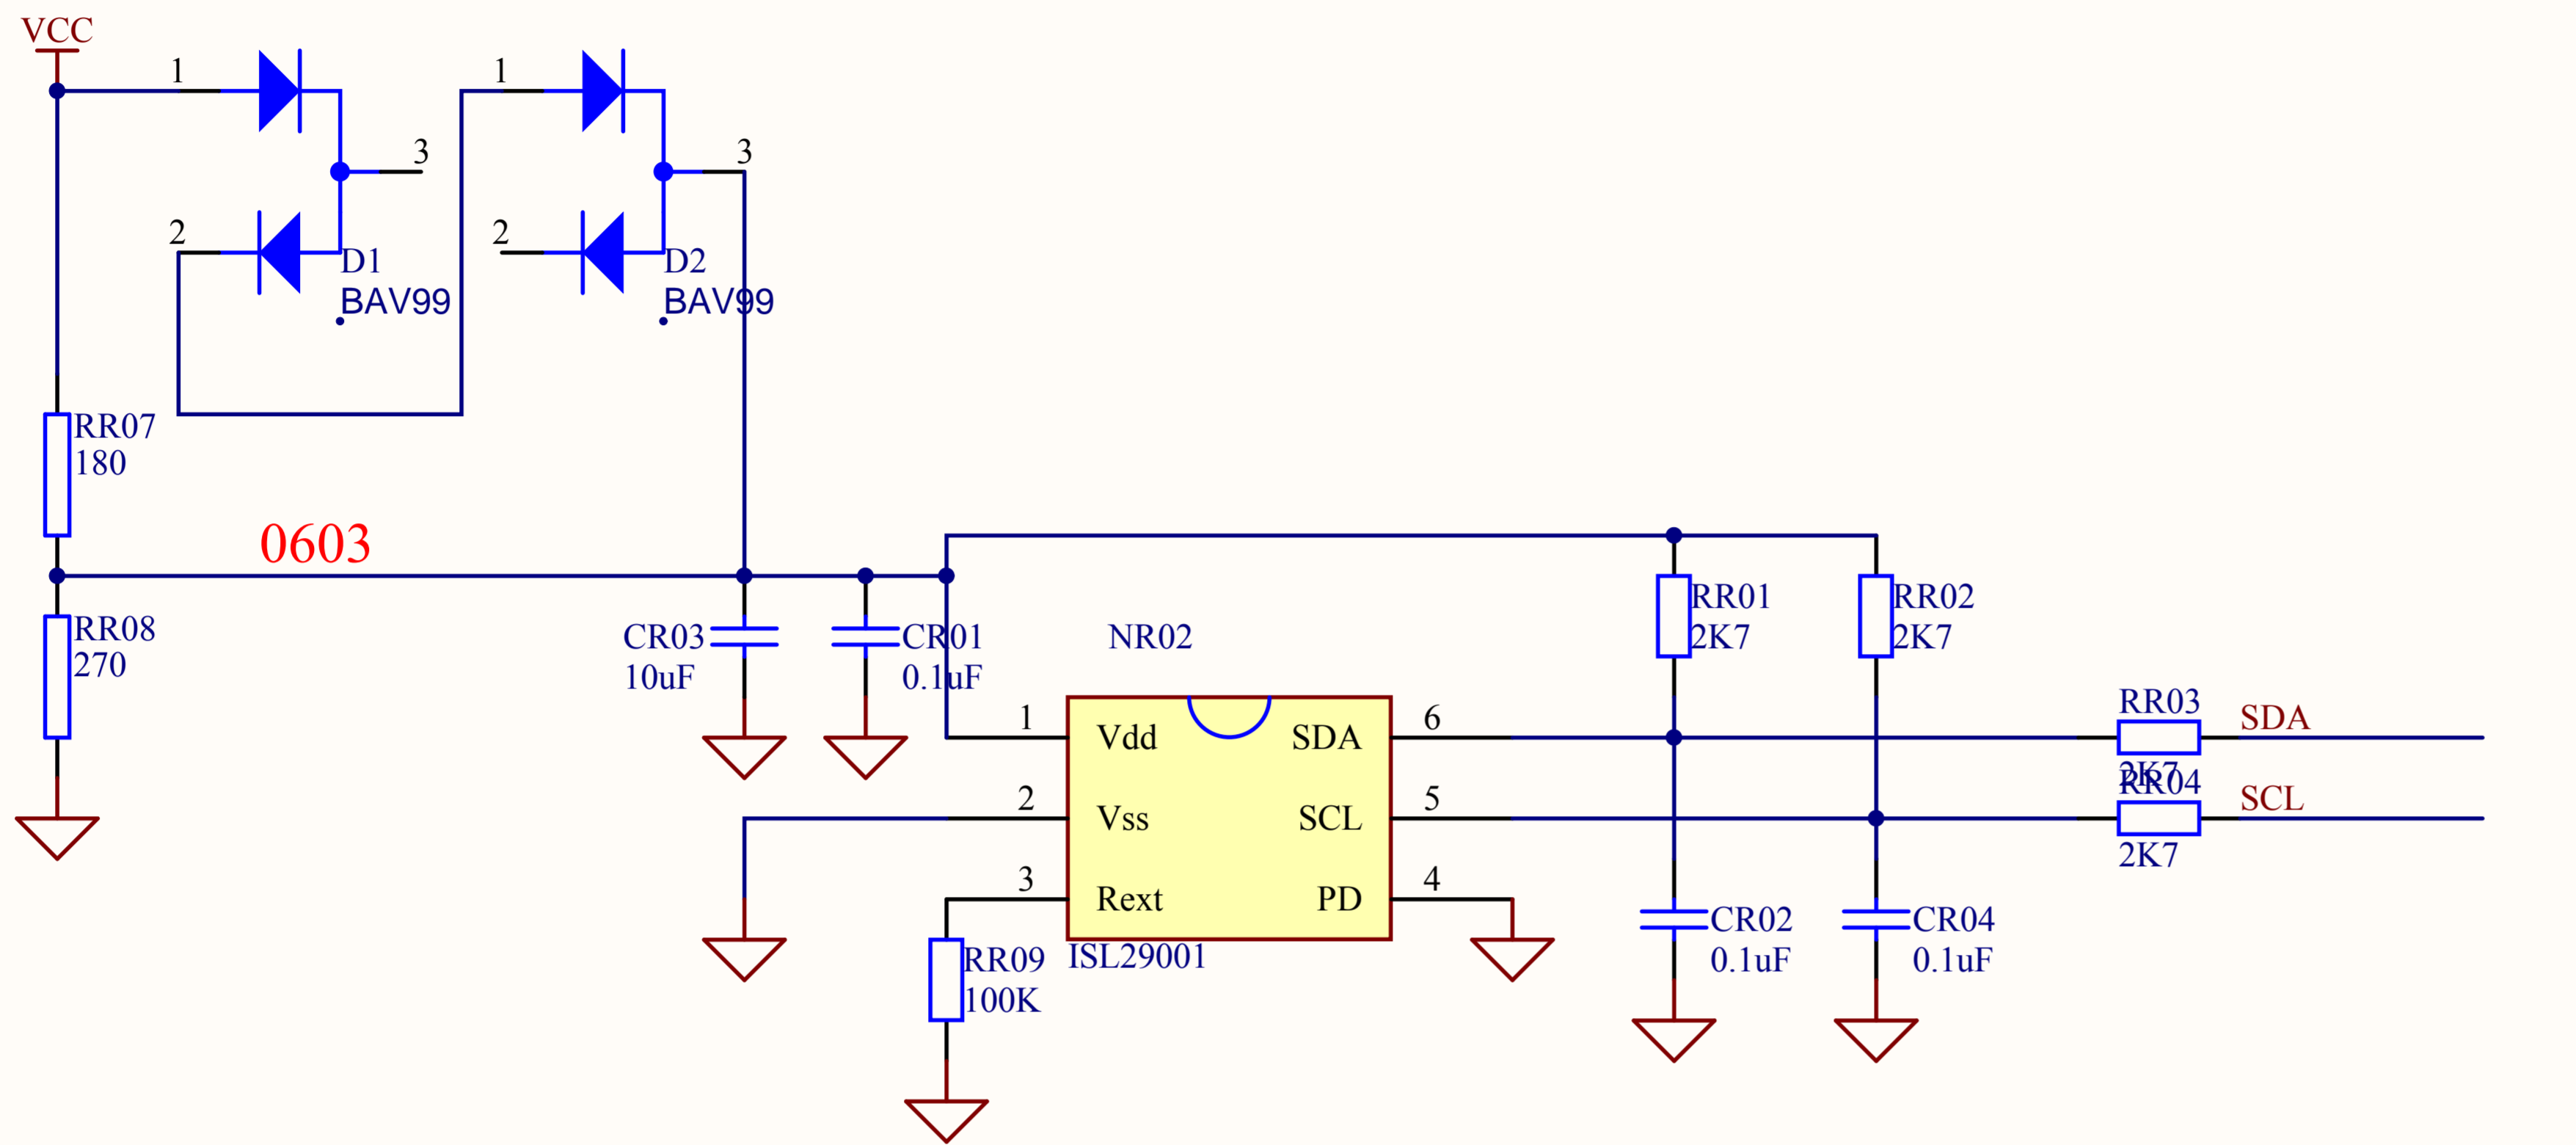 VCC
1
1
3
3
2
2
D1
D2
BAV99
BAV99
RR07
180
0603
RR08
270
CR03
10uF
CR01
0.1uF
NR02
RR01
2K7
RR02
2K7
1
Vdd
SDA
6
2
Vss
SCL
5
3
Rext
PD
4
ISL29001
RR03
2K7
SDA
RR04
2K7
SCL
RR09
100K
CR02
0.1uF
CR04
0.1uF